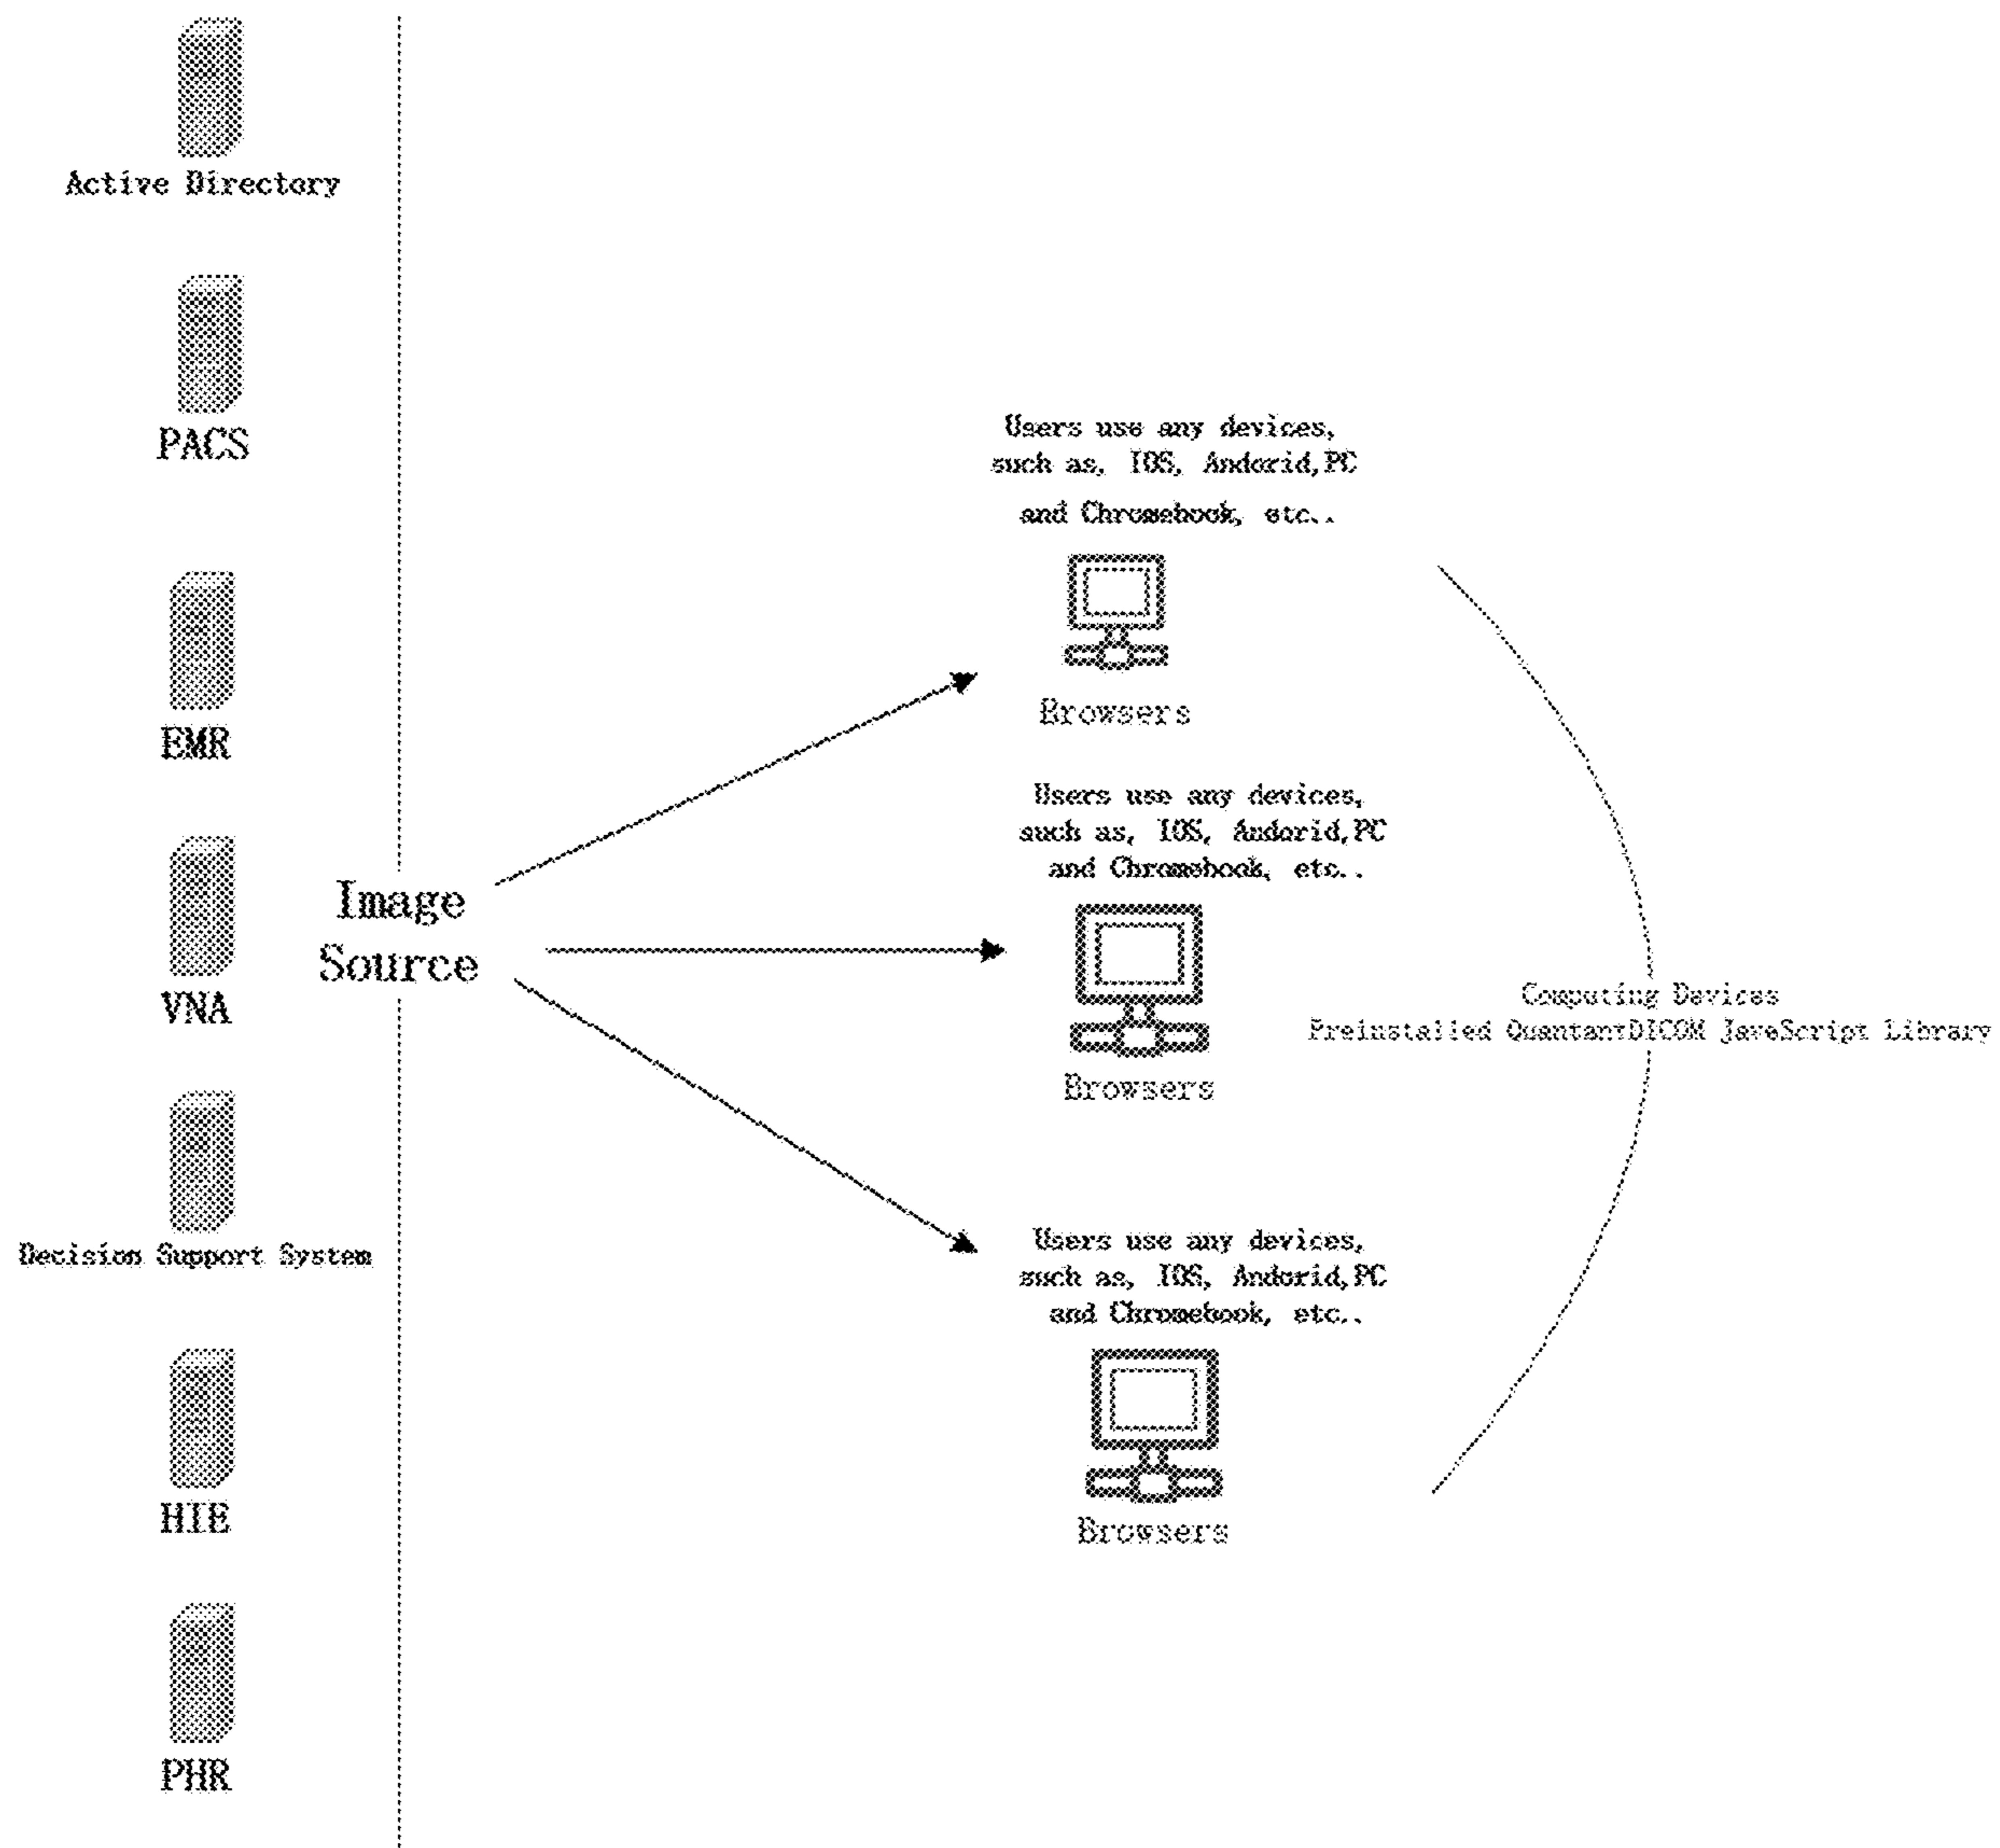 Active Directory
PACS
EMR
VNA
Decision Support System
HIE
PHR
Image
Source
Users use any devices,
such as, IOS, Andorid,PC
and Chromebook, etc..
Browsers
Users use any devices,
such as, IOS, Andorid,PC
and Chromebook, etc..
Browsers
Users use any devices,
such as, IOS, Andorid,PC
and Chromebook, etc..
Browsers
Computing Devices
Preinstalled QuantantDICOM JavaScript Library